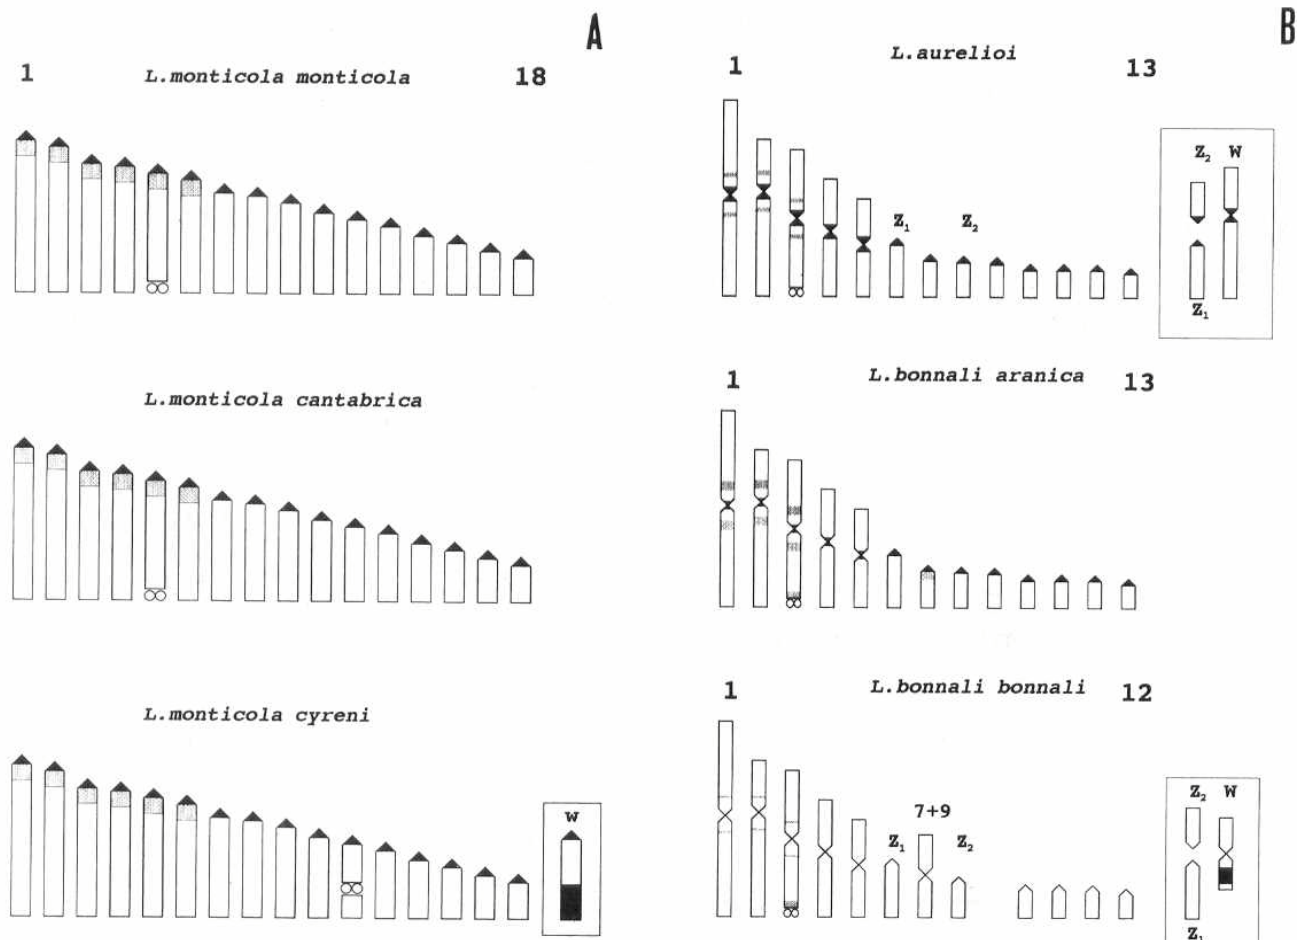 A
1 L.monticola monticola 18
L.monticola cantabrica
L.monticola cyreni
W
B
L.aurelioi
1 13
Z₁ Z₂
Z₂ W
Z₁
1 L.bonnali aranica 13
1 L.bonnali bonnali 12
7+9
Z₁ Z₂
Z₂ W
Z₁